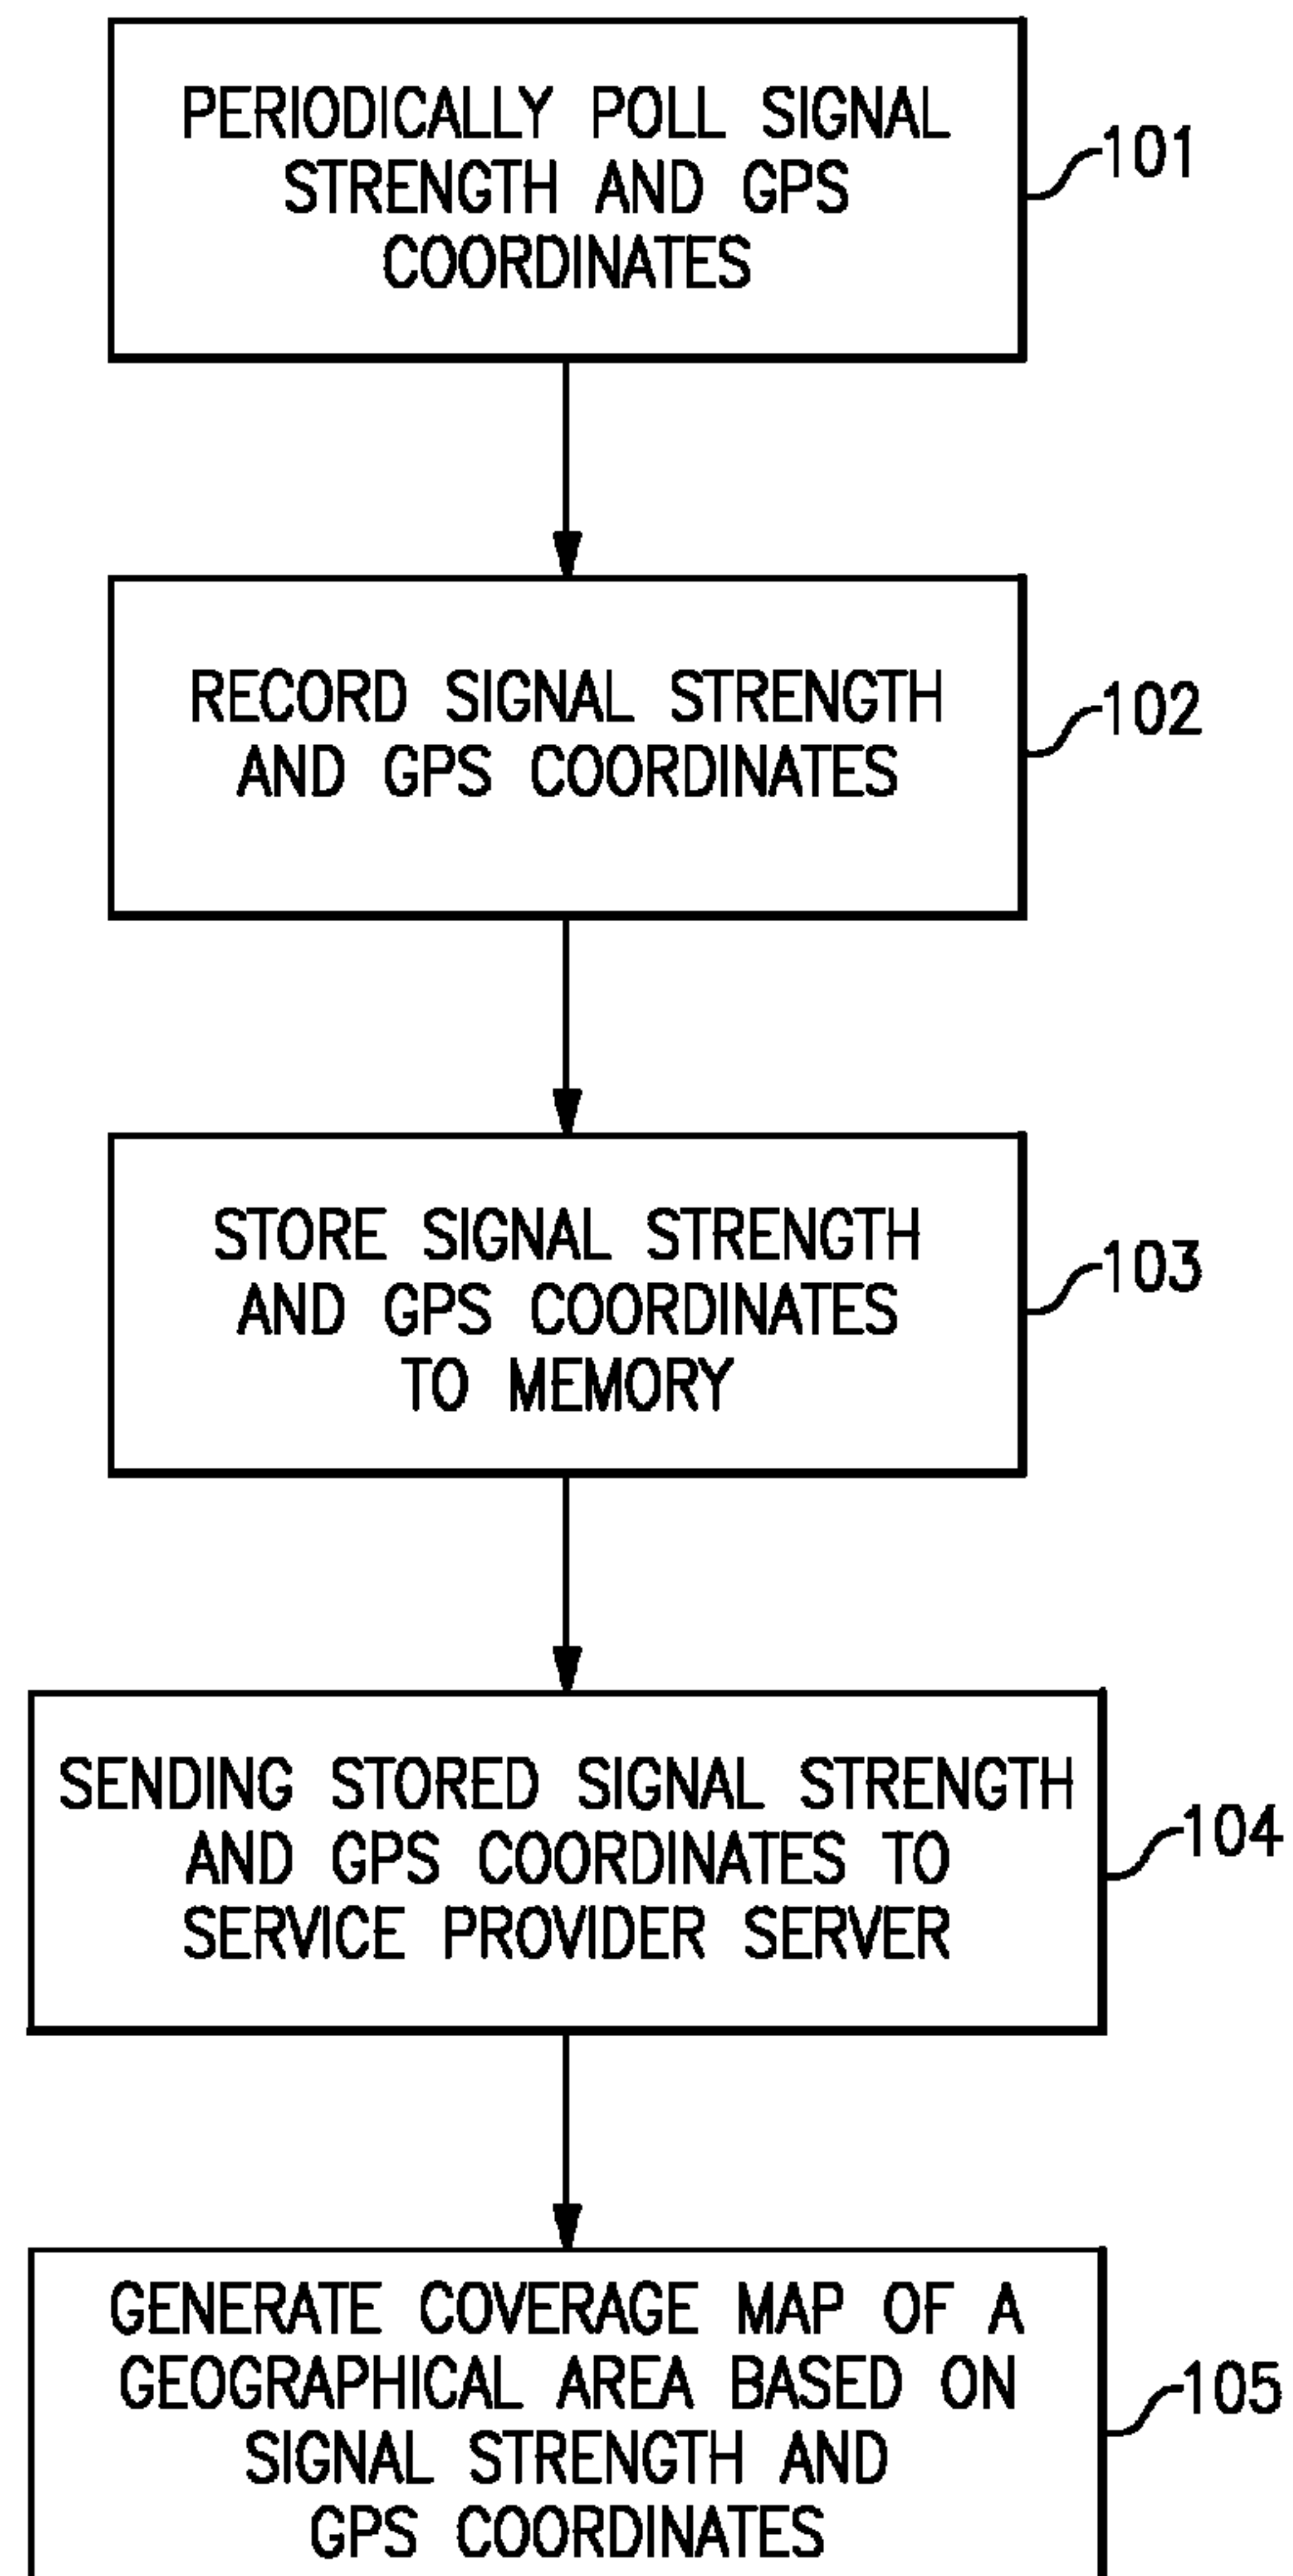 PERIODICALLY POLL SIGNAL
STRENGTH AND GPS
COORDINATES
101
RECORD SIGNAL STRENGTH
AND GPS COORDINATES
102
STORE SIGNAL STRENGTH
AND GPS COORDINATES
TO MEMORY
103
SENDING STORED SIGNAL STRENGTH
AND GPS COORDINATES TO
SERVICE PROVIDER SERVER
104
GENERATE COVERAGE MAP OF A
GEOGRAPHICAL AREA BASED ON
SIGNAL STRENGTH AND
GPS COORDINATES
105